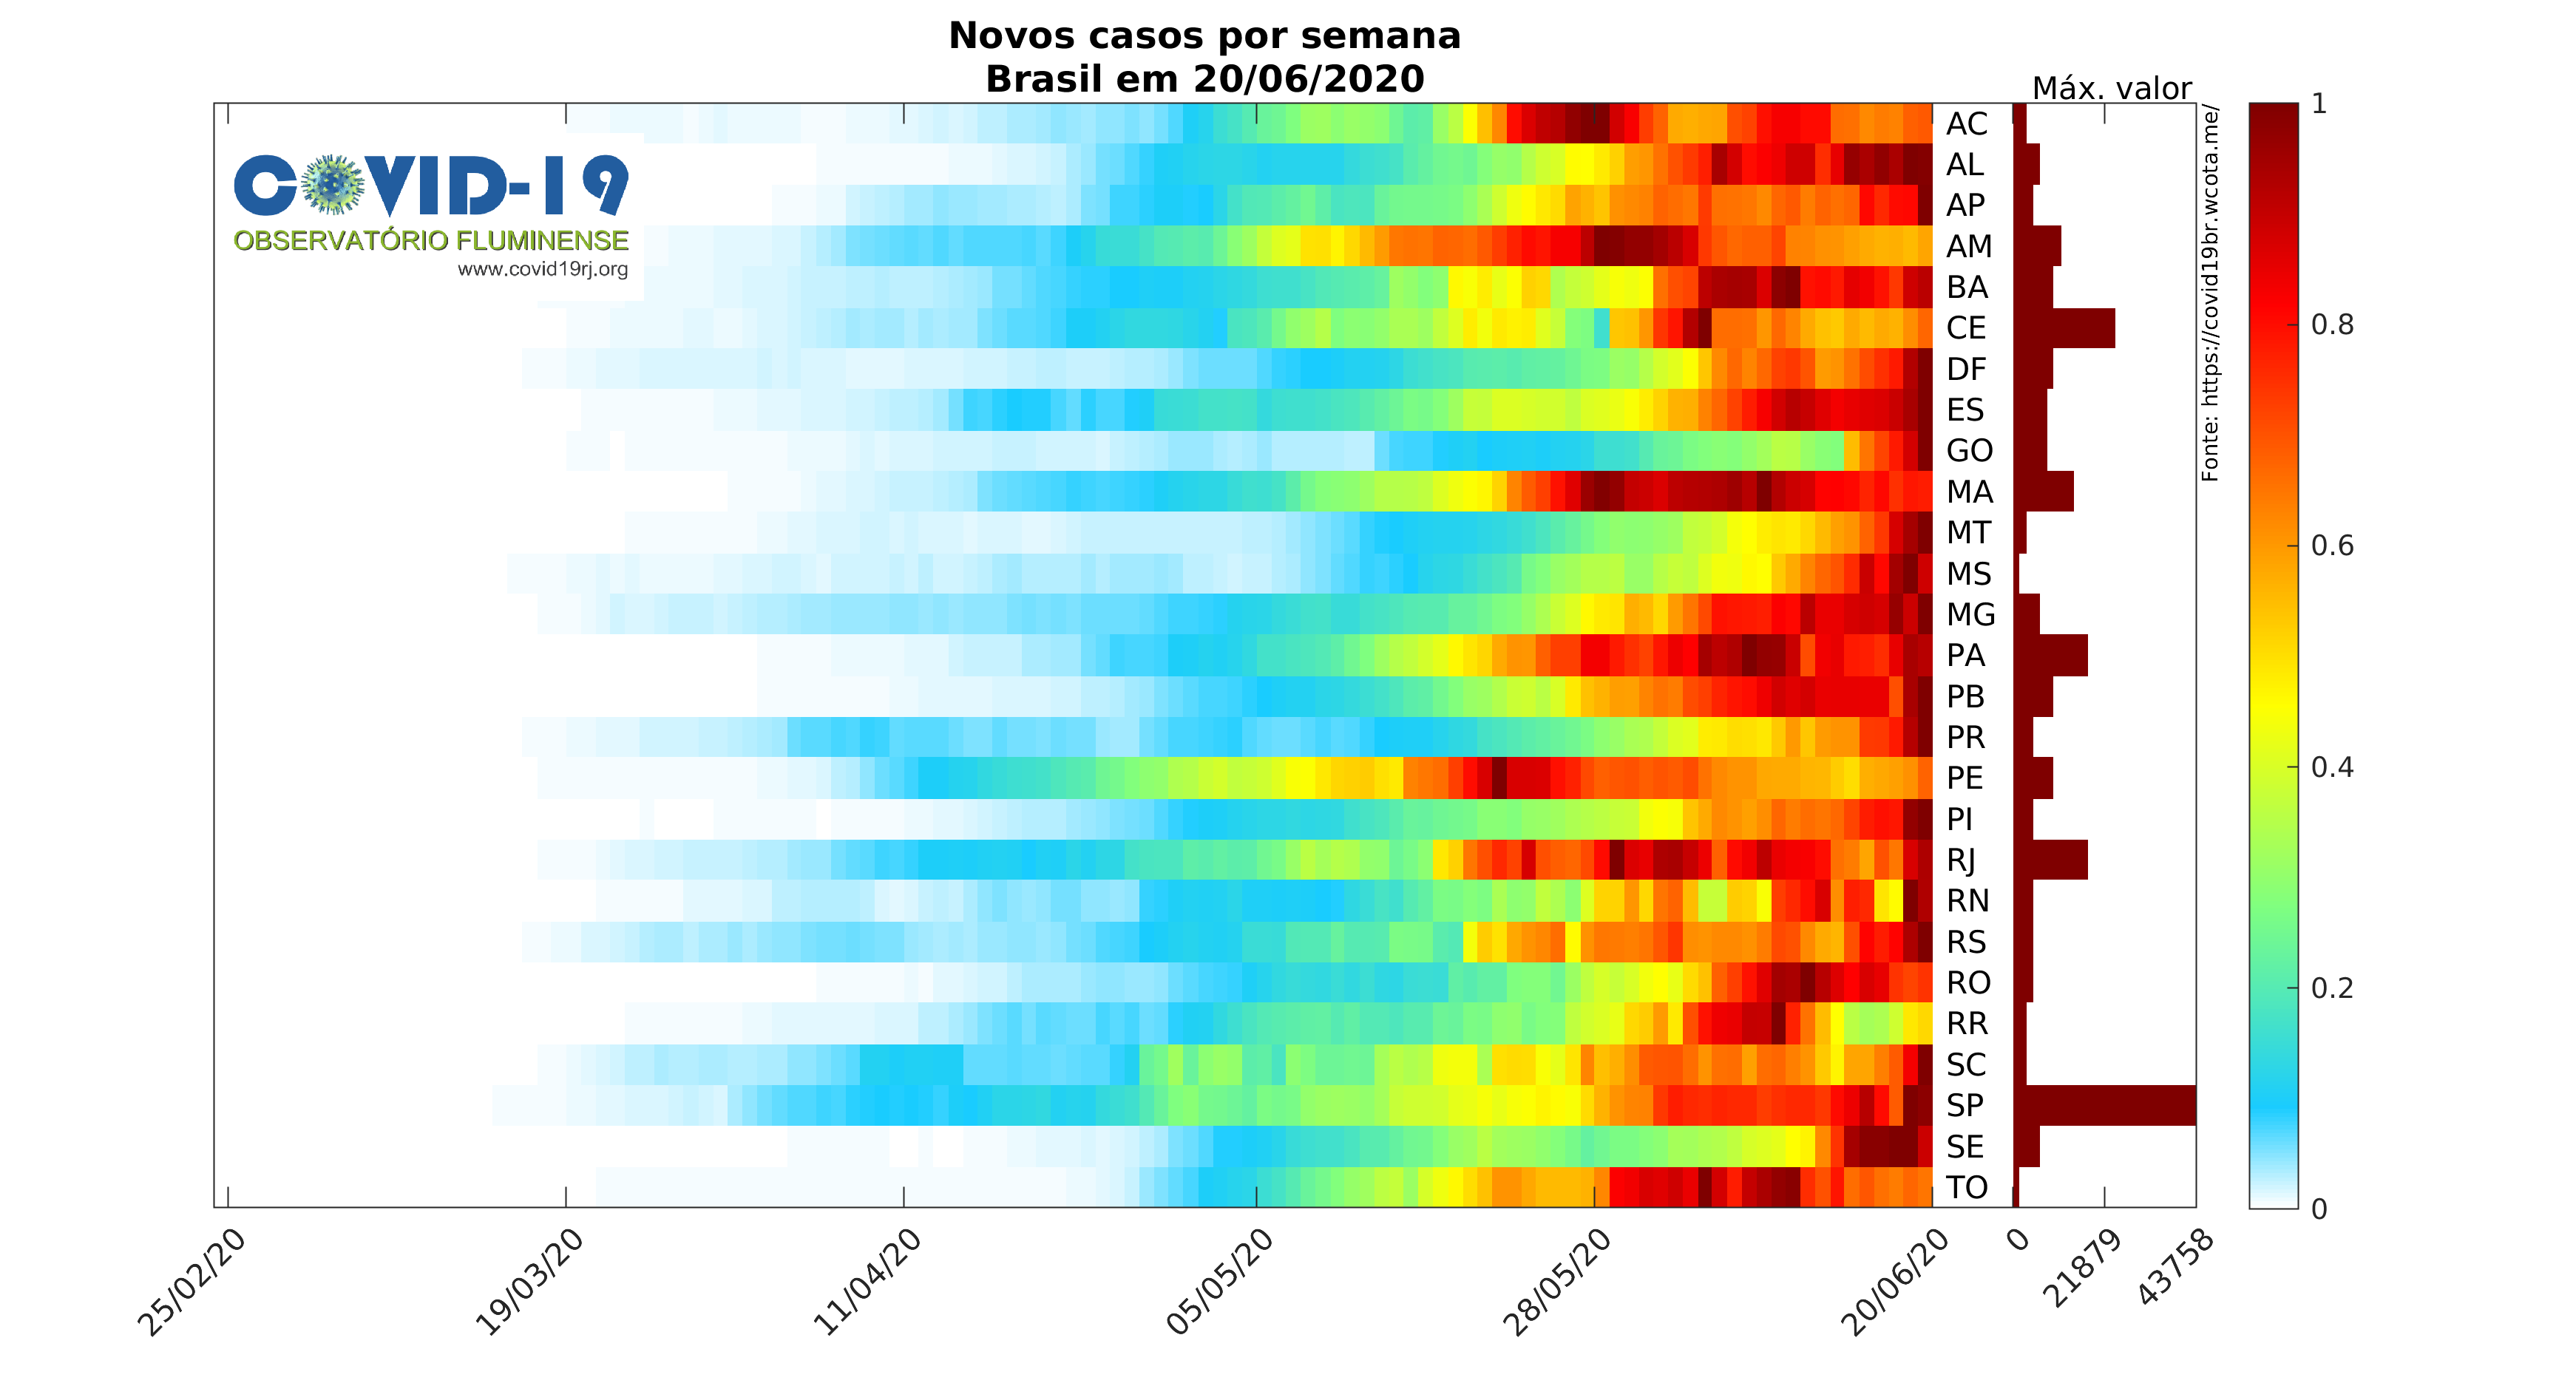 Novos casos por semana
Brasil em 20/06/2020
Máx. valor
COVID-19
OBSERVATÓRIO FLUMINENSE
www.covid19rj.org
AC
AL
AP
AM
BA
CE
DF
ES
GO
MA
MT
MS
MG
PA
PB
PR
PE
PI
RJ
RN
RS
RO
RR
SC
SP
SE
TO
Fonte: https://covid19br.wcota.me/
1
0.8
0.6
0.4
0.2
0
25/02/20
19/03/20
11/04/20
05/05/20
28/05/20
20/06/20
0
21879
43758